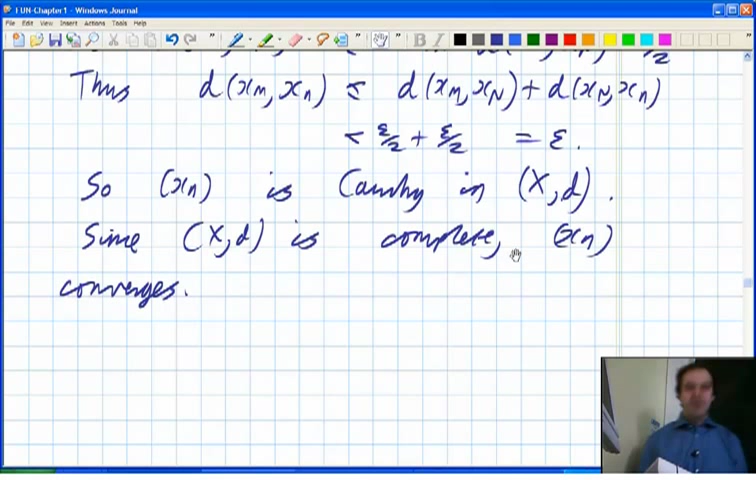 FUN-Chapter 1 - Windows Journal
File Edit View Insert Actions Tools Help
B I
Thus d(xm, xn) ≤ d(xm, xN) + d(xN, xn)
< ε/2 + ε/2 = ε.
So (xn) is Cauchy in (X, d).
Since (X, d) is complete, (xn)
converges.